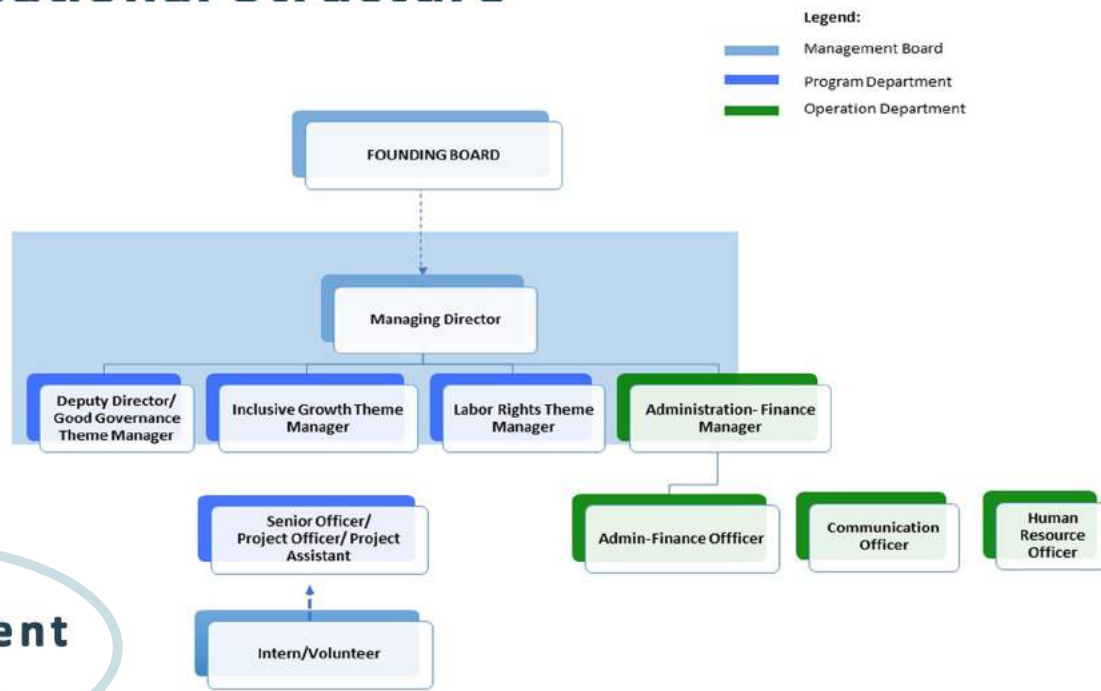 Legend:
Management Board
Program Department
Operation Department
FOUNDING BOARD
Managing Director
Deputy Director/
Good Governance
Theme Manager
Inclusive Growth Theme
Manager
Labor Rights Theme
Manager
Administration- Finance
Manager
Senior Officer/
Project Officer/ Project
Assistant
Admin-Finance Offficer
Communication
Officer
Human
Resource
Officer
Intern/Volunteer